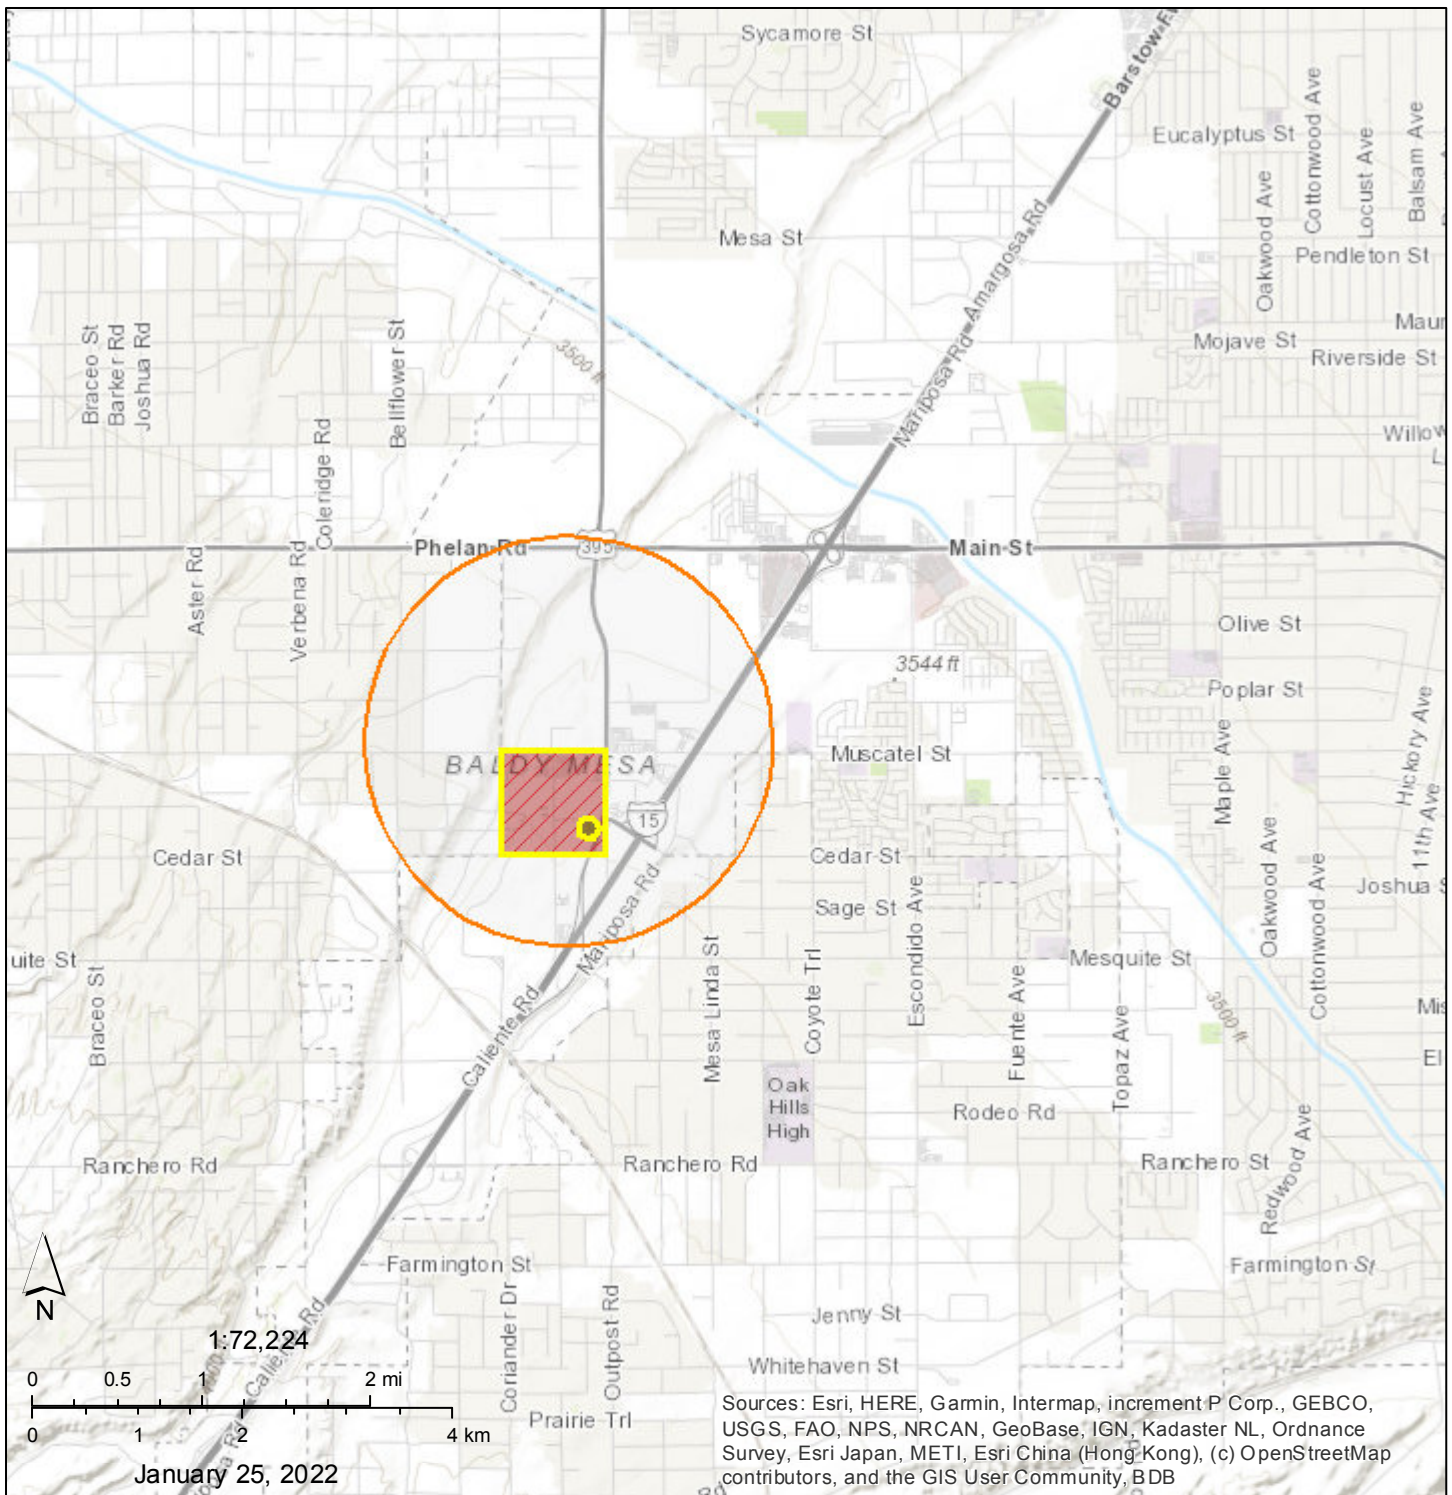 Sycamore St
Barstow F
Eucalyptus St
Cottonwood Ave
Locust Ave
Balsam Ave
Oakwood Ave
Mesa St
Amargosa Rd
Pendleton St
Mariposa Rd
Maur
Mojave St
Riverside St
Braceo St
Barker Rd
Joshua Rd
Bellflower St
3500 ft
Coleridge Rd
Willow
Phelan Rd
395
Main St
Aster Rd
Verbena Rd
Olive St
3544 ft
Poplar St
Hickory Ave
Maple Ave
BALDY MESA
Muscatel St
15
11th Ave
Cedar St
Cedar St
Oakwood Ave
Cottonwood Ave
Joshua S
Sage St
Escondido Ave
Mariposa Rd
uite St
Braceo St
Mesa Linda St
Coyote Trl
Mesquite St
Fuente Ave
Topaz Ave
3500 ft
Mis
El
Caliente Rd
Oak
Hills
High
Rodeo Rd
Redwood Ave
Ranchero Rd
Ranchero Rd
Ranchero St
N
Farmington St
Farmington St
Coriander Dr
Outpost Rd
Jenny St
1:72,224
Caliente Rd
Whitehaven St
0 0.5 1 2 mi
0 1 2 4 km
Prairie Trl
January 25, 2022
Sources: Esri, HERE, Garmin, Intermap, increment P Corp., GEBCO,
USGS, FAO, NPS, NRCAN, GeoBase, IGN, Kadaster NL, Ordnance
Survey, Esri Japan, METI, Esri China (Hong Kong), (c) OpenStreetMap
contributors, and the GIS User Community, BDB